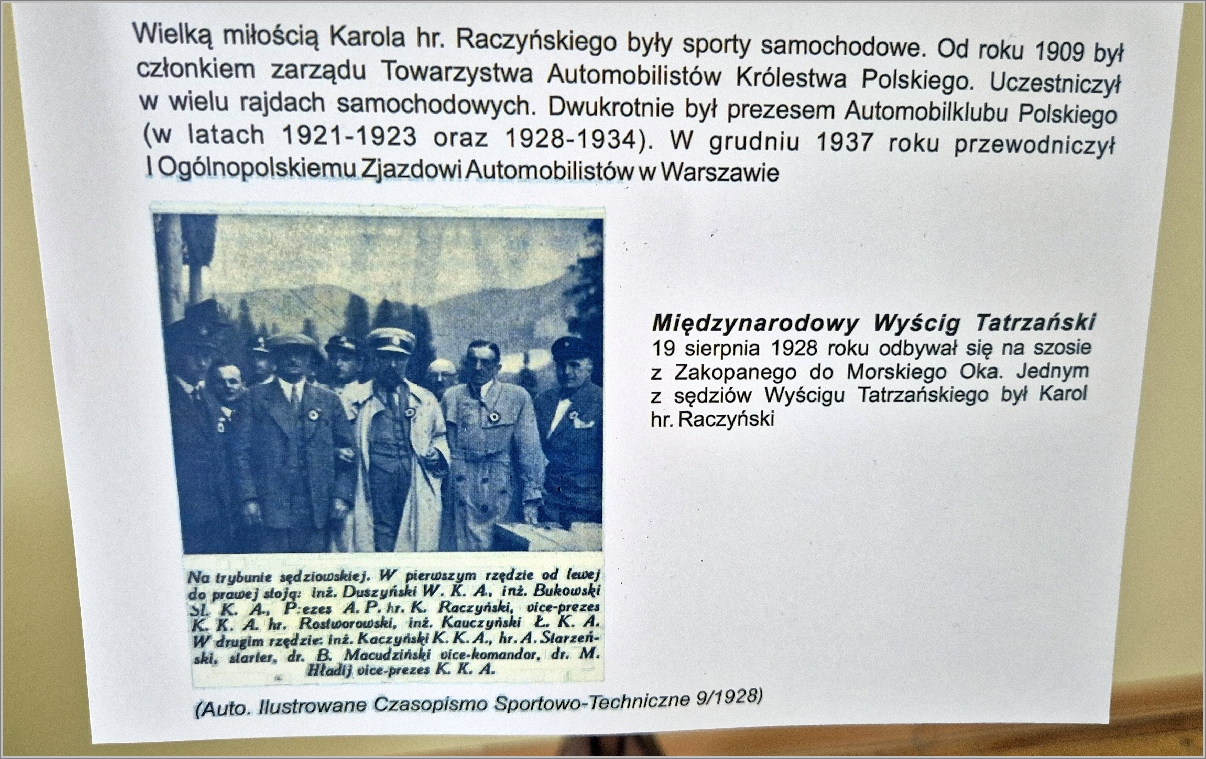 Wielką miłością Karola hr. Raczyńskiego były sporty samochodowe. Od roku 1909 był
członkiem zarządu Towarzystwa Automobilistów Królestwa Polskiego. Uczestniczył
w wielu rajdach samochodowych. Dwukrotnie był prezesem Automobilklubu Polskiego
(w latach 1921-1923 oraz 1928-1934). W grudniu 1937 roku przewodniczył
I Ogólnopolskiemu Zjazdowi Automobilistów w Warszawie
Międzynarodowy Wyścig Tatrzański
19 sierpnia 1928 roku odbywał się na szosie
z Zakopanego do Morskiego Oka. Jednym
z sędziów Wyścigu Tatrzańskiego był Karol
hr. Raczyński
Na trybunie sędziowskiej. W pierwszym rzędzie od lewej
do prawej stoją: inż. Duszyński W. K. A., inż. Bukowski
Śl. K. A., Prezes A. P. hr. K. Raczyński, vice-prezes
K. K. A. hr. Rostworowski, inż. Kauczyński Ł. K. A.
W drugim rzędzie: inż. Kaczyński K. K. A., hr. A. Starzeń-
ski, starter, dr. B. Macudziński vice-komandor, dr. M.
Hładij vice-prezes K. K. A.
(Auto. Ilustrowane Czasopismo Sportowo-Techniczne 9/1928)